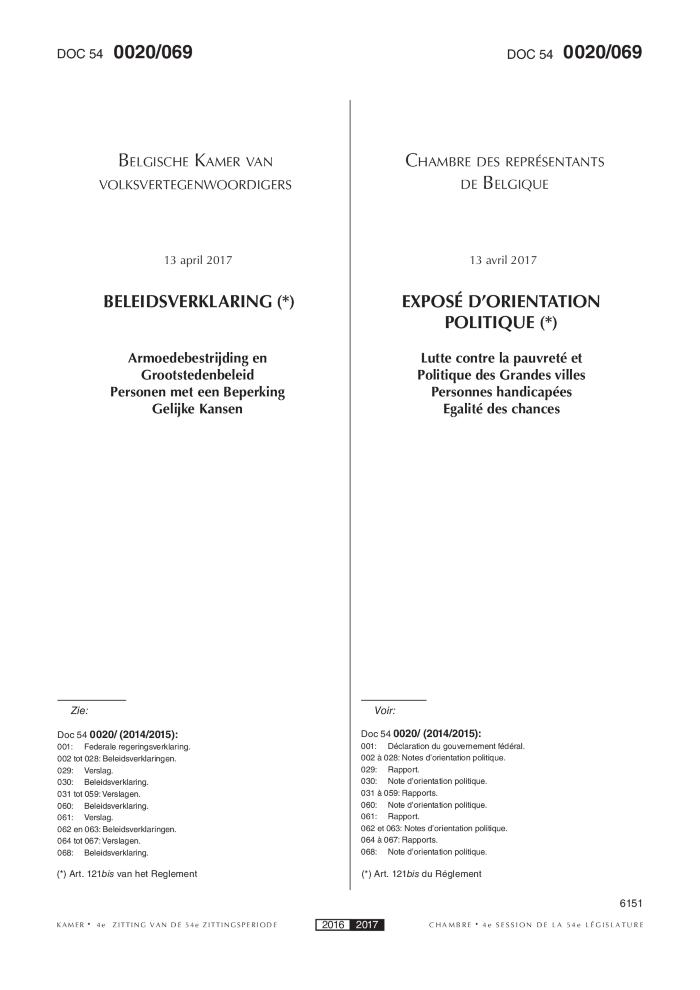 DOC 54 0020/069
DOC 54 0020/069
Belgische Kamer van
volksvertegenwoordigers
13 april 2017
BELEIDSVERKLARING (*)
Armoedebestrijding en
Grootstedenbeleid
Personen met een Beperking
Gelijke Kansen
Zie:
Doc 54 0020/ (2014/2015):
001: Federale regeringsverklaring.
002 tot 028: Beleidsverklaringen.
029: Verslag.
030: Beleidsverklaring.
031 tot 059: Verslagen.
060: Beleidsverklaring.
061: Verslag.
062 en 063: Beleidsverklaringen.
064 tot 067: Verslagen.
068: Beleidsverklaring.
(*) Art. 121bis van het Reglement
Chambre des représentants
de Belgique
13 avril 2017
EXPOSÉ D’ORIENTATION
POLITIQUE (*)
Lutte contre la pauvreté et
Politique des Grandes villes
Personnes handicapées
Egalité des chances
Voir:
Doc 54 0020/ (2014/2015):
001: Déclaration du gouvernement fédéral.
002 à 028: Notes d’orientation politique.
029: Rapport.
030: Note d’orientation politique.
031 à 059: Rapports.
060: Note d’orientation politique.
061: Rapport.
062 et 063: Notes d’orientation politique.
064 à 067: Rapports.
068: Note d’orientation politique.
(*) Art. 121bis du Réglement
6151
KAMER • 4e ZITTING VAN DE 54e ZITTINGSPERIODE
2016 2017
CHAMBRE • 4e SESSION DE LA 54e LÉGISLATURE